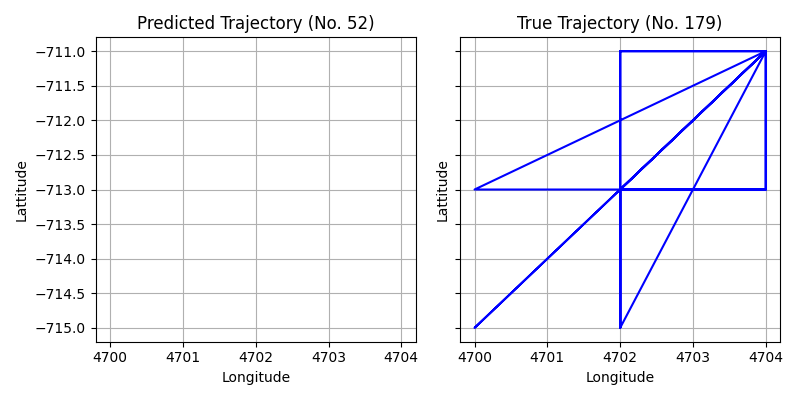 Predicted Trajectory (No. 52)
True Trajectory (No. 179)
−711.0
−711.5
−712.0
−712.5
−713.0
−713.5
−714.0
−714.5
−715.0
Lattitude
Lattitude
4700 4701 4702 4703 4704
4700 4701 4702 4703 4704
Longitude
Longitude